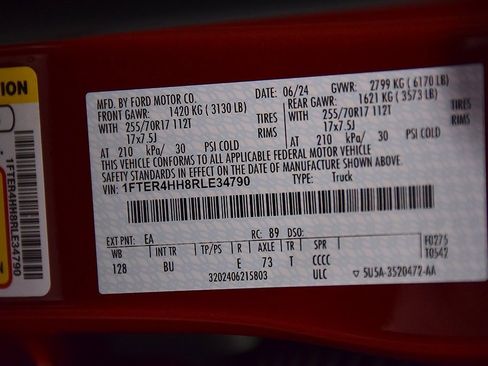 TION
1FTER4HH8RLE34790
MFD. BY FORD MOTOR CO.
DATE: 06/24 GVWR: 2799 KG (6170 LB)
FRONT GAWR: 1420 KG (3130 LB)
REAR GAWR: 1621 KG (3573 LB)
WITH 255/70R17 112T TIRES
WITH 255/70R17 112T TIRES
17x7.5J RIMS
17x7.5J RIMS
AT 210 kPa/ 30 PSI COLD
AT 210 kPa/ 30 PSI COLD
THIS VEHICLE CONFORMS TO ALL APPLICABLE FEDERAL MOTOR VEHICLE
SAFETY STANDARDS IN EFFECT ON THE DATE OF MANUFACTURE SHOWN ABOVE.
VIN: 1FTER4HH8RLE34790 TYPE: Truck
EXT PNT: EA RC: 89 DSO:
WB INT TR TP/PS R AXLE TR SPR F0275
128 BU E 73 T CCCC T0542
3202406215803 ULC ▽ 5U5A-3520472-AA